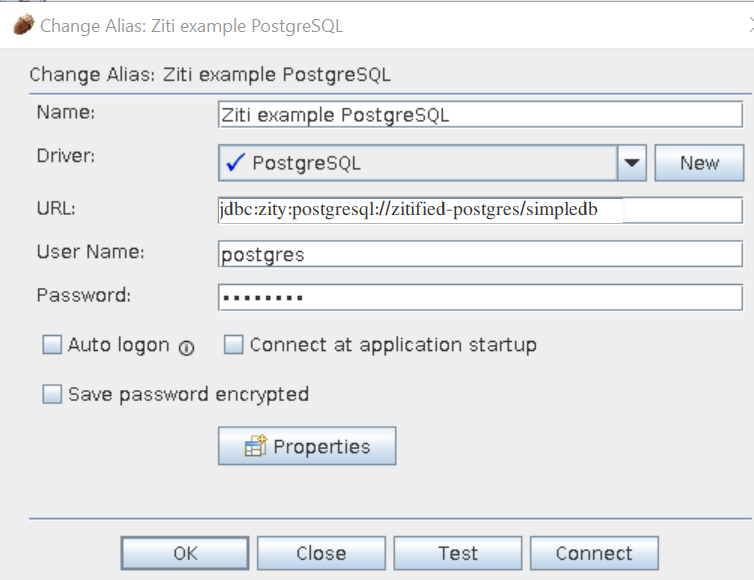 Change Alias: Ziti example PostgreSQL
Change Alias: Ziti example PostgreSQL
Name: Ziti example PostgreSQL
Driver: PostgreSQL New
URL: jdbc:zity:postgresql://zitified-postgres/simpledb
User Name: postgres
Password: ••••••••
Auto logon Connect at application startup
Save password encrypted
Properties
OK Close Test Connect